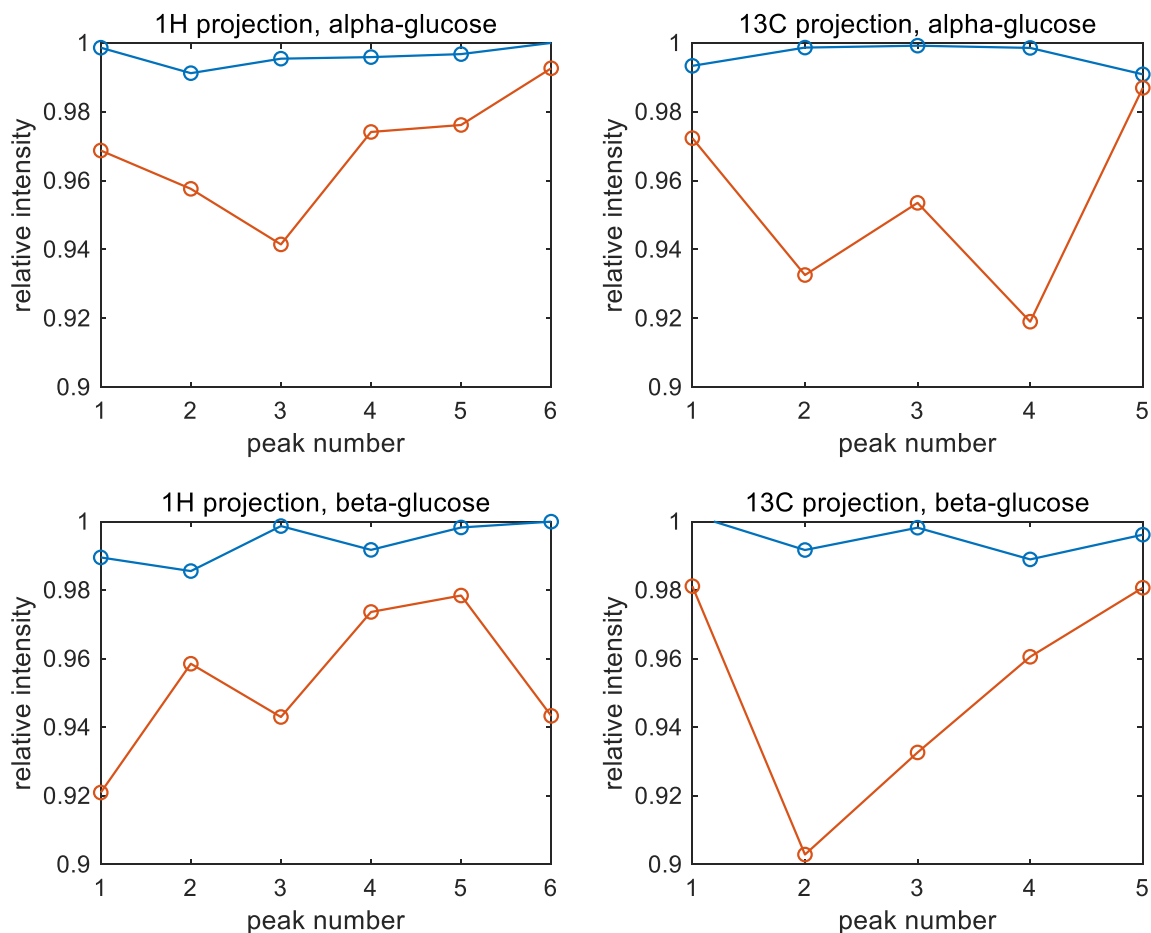 1H projection, alpha-glucose
1
0.98
0.96
0.94
0.92
0.9
relative intensity
1 2 3 4 5 6
peak number
13C projection, alpha-glucose
1
0.98
0.96
0.94
0.92
0.9
relative intensity
1 2 3 4 5
peak number
1H projection, beta-glucose
1
0.98
0.96
0.94
0.92
0.9
relative intensity
1 2 3 4 5 6
peak number
13C projection, beta-glucose
1
0.98
0.96
0.94
0.92
0.9
relative intensity
1 2 3 4 5
peak number